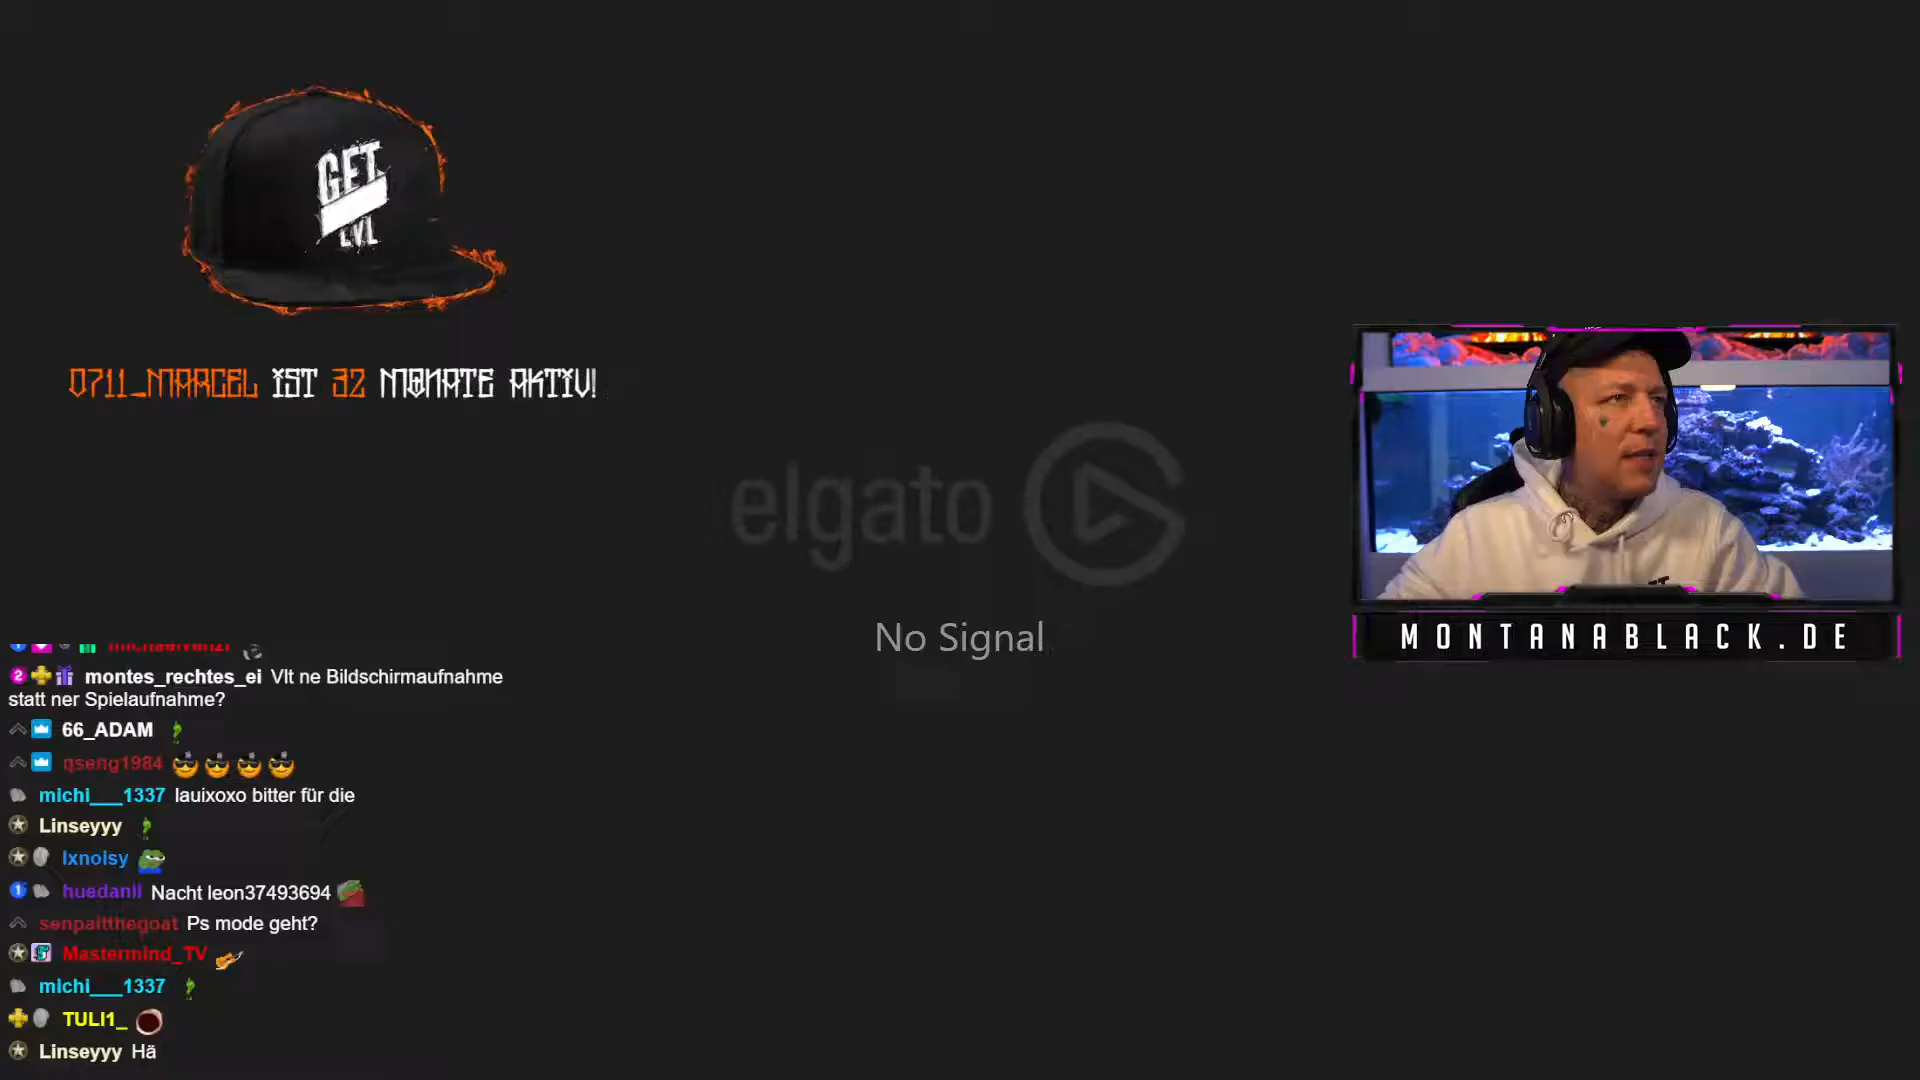 GET
LVL
0711_MARCEL IST 32 MONATE AKTIV!
elgato
No Signal
MONTANABLACK.DE
montes_rechtes_ei Vlt ne Bildschirmaufnahme
statt ner Spielaufnahme?
66_ADAM
qseng1984
michi___1337 lauixoxo bitter für die
Linseyyy
lxnoisy
huedanii Nacht leon37493694
senpaitthegoat Ps mode geht?
Mastermind_TV
michi___1337
TULI1_
Linseyyy Hä